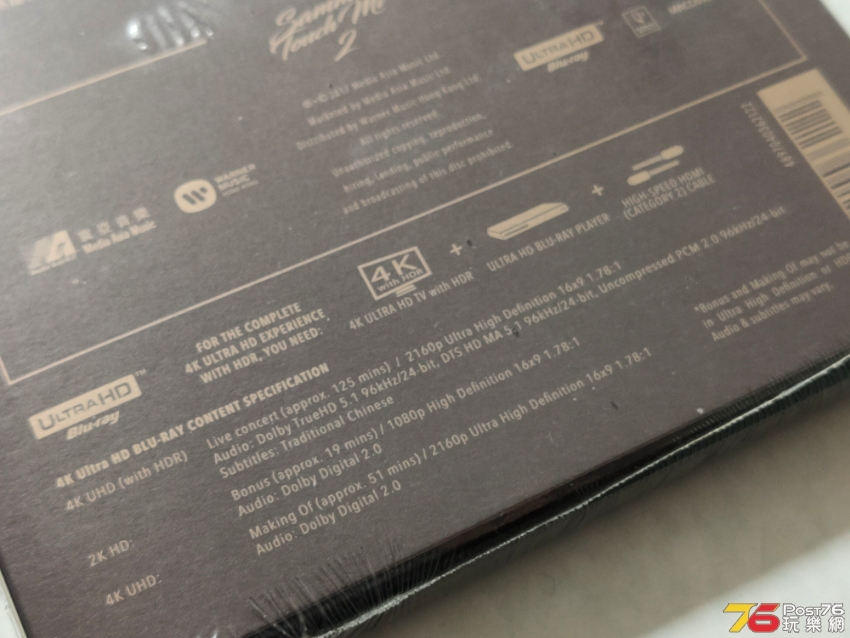 Touch Me
2
ULTRA HD
Blu-ray
Ⓟ+© 2017 Media Asia Music Ltd
Marketed by Media Asia Music Ltd
Distributed by Warner Music Hong Kong Ltd
All rights reserved.
Unauthorized copying, reproduction,
hiring, lending, public performance
and broadcasting of this disc prohibited.
寰亞音樂
Media Asia Music
WARNER MUSIC
HONG KONG
FOR THE COMPLETE
4K ULTRA HD EXPERIENCE
WITH HDR, YOU NEED:
4K
with HDR
4K ULTRA HD TV with HDR
+
ULTRA HD BLU-RAY PLAYER
+
HIGH-SPEED HDMI
(CATEGORY 2) CABLE
ULTRA HD™
Blu-ray
4K Ultra HD BLU-RAY CONTENT SPECIFICATION
4K UHD (with HDR)
Live concert (approx. 125 mins) / 2160p Ultra High Definition 16x9 1.78:1
Audio: Dolby TrueHD 5.1 96kHz/24-bit, DTS HD MA 5.1 96kHz/24-bit, Uncompressed PCM 2.0 96kHz/24-bit
Subtitles: Traditional Chinese
2K HD:
Bonus (approx. 19 mins) / 1080p High Definition 16x9 1.78:1
Audio: Dolby Digital 2.0
4K UHD:
Making Of (approx. 51 mins) / 2160p Ultra High Definition 16x9 1.78:1
Audio: Dolby Digital 2.0
*Bonus and Making Of may not be
in Ultra High Definition or HDR
Audio & subtitles may vary.
76 Post76
玩樂網